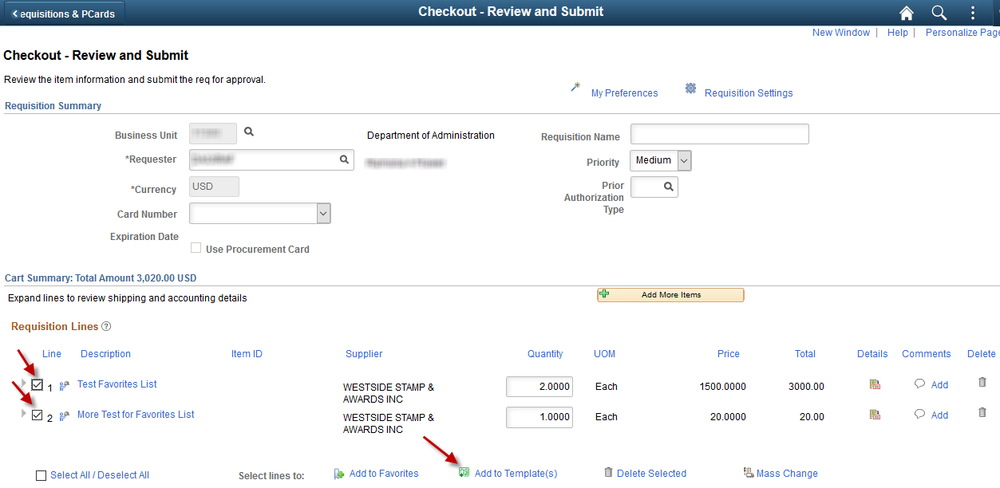 equisitions & PCards
Checkout - Review and Submit
New Window | Help | Personalize Page
Checkout - Review and Submit
Review the item information and submit the req for approval.
My Preferences
Requisition Settings
Requisition Summary
Business Unit
Department of Administration
Requisition Name
*Requester
Priority Medium
*Currency USD
Prior
Authorization
Type
Card Number
Expiration Date
Use Procurement Card
Cart Summary: Total Amount 3,020.00 USD
Expand lines to review shipping and accounting details
Add More Items
Requisition Lines
Line Description Item ID Supplier Quantity UOM Price Total Details Comments Delete
1 Test Favorites List WESTSIDE STAMP & 2.0000 Each 1500.0000 3000.00 Add
AWARDS INC
2 More Test for Favorites List WESTSIDE STAMP & 1.0000 Each 20.0000 20.00 Add
AWARDS INC
Select All / Deselect All Select lines to: Add to Favorites Add to Template(s) Delete Selected Mass Change